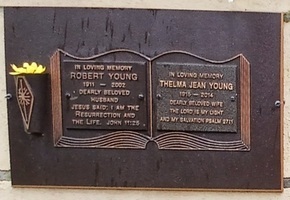 IN LOVING MEMORY
ROBERT YOUNG
1911 - 2002
DEARLY BELOVED
HUSBAND
JESUS SAID; I AM THE
RESURRECTION AND
THE LIFE. JOHN 11:25
IN LOVING MEMORY
THELMA JEAN YOUNG
1915 - 2014
DEARLY BELOVED WIFE
THE LORD IS MY LIGHT
AND MY SALVATION PSALM 27:1